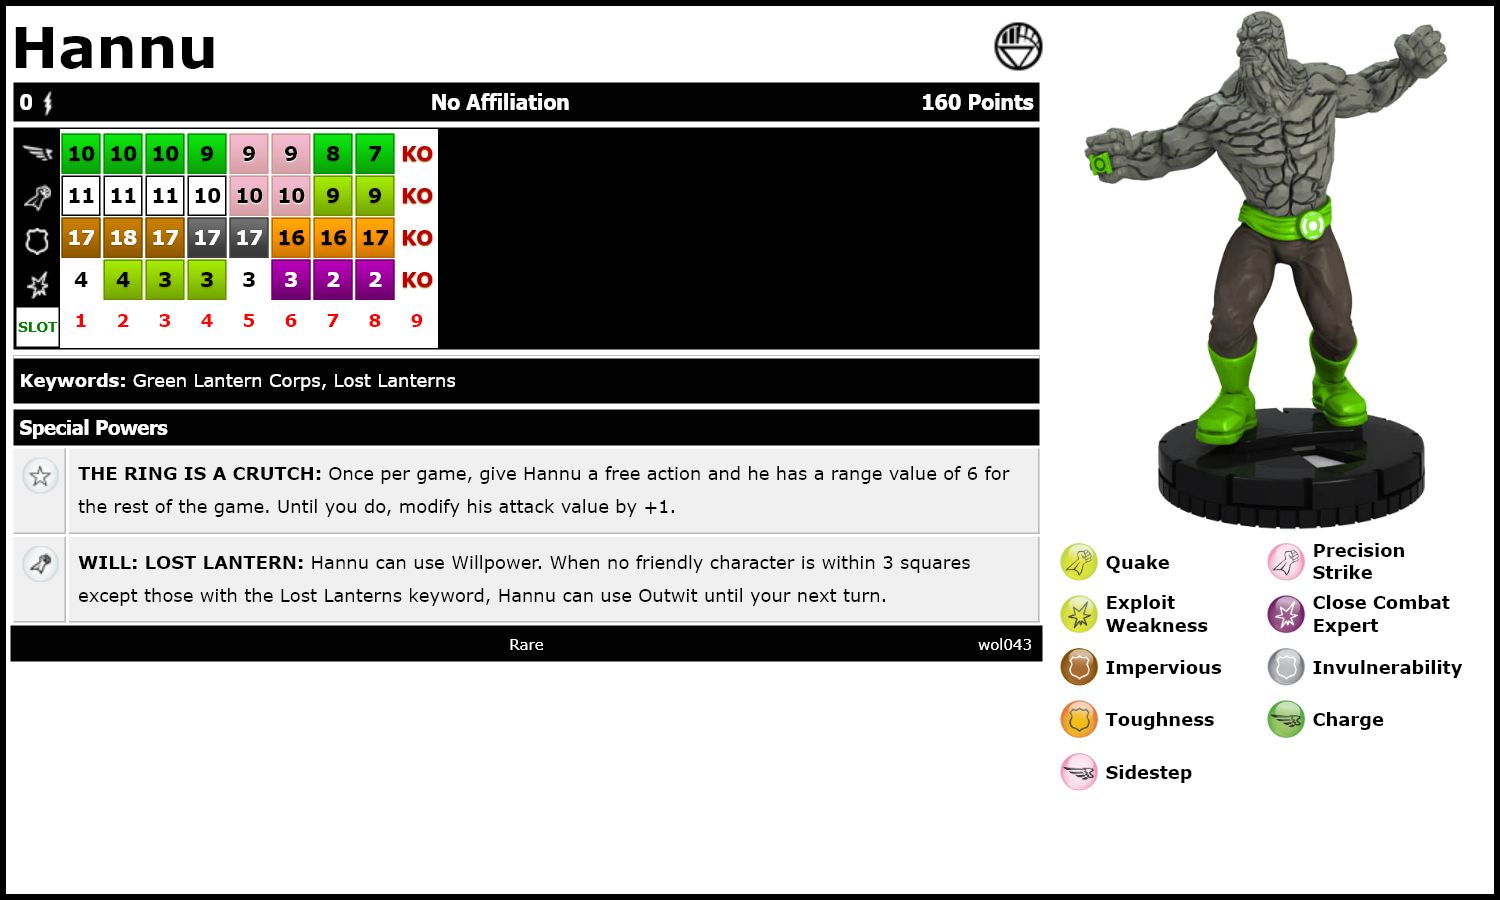 Hannu
0 No Affiliation 160 Points
10 10 10 9 9 9 8 7 KO
11 11 11 10 10 10 9 9 KO
17 18 17 17 17 16 16 17 KO
4 4 3 3 3 3 2 2 KO
SLOT 1 2 3 4 5 6 7 8 9
Keywords: Green Lantern Corps, Lost Lanterns
Special Powers
THE RING IS A CRUTCH: Once per game, give Hannu a free action and he has a range value of 6 for
the rest of the game. Until you do, modify his attack value by +1.
WILL: LOST LANTERN: Hannu can use Willpower. When no friendly character is within 3 squares
except those with the Lost Lanterns keyword, Hannu can use Outwit until your next turn.
Rare wol043
Quake
Precision
Strike
Exploit
Weakness
Close Combat
Expert
Impervious
Invulnerability
Toughness
Charge
Sidestep